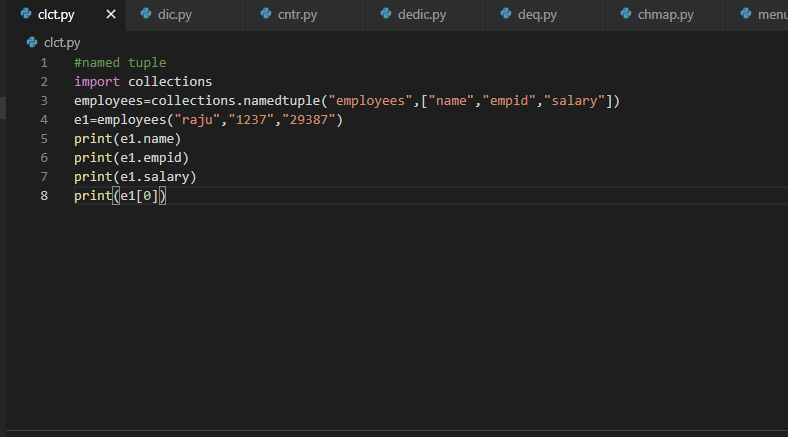 clct.py dic.py cntr.py dedic.py deq.py chmap.py menu
clct.py
1 #named tuple
2 import collections
3 employees=collections.namedtuple("employees",["name","empid","salary"])
4 e1=employees("raju","1237","29387")
5 print(e1.name)
6 print(e1.empid)
7 print(e1.salary)
8 print(e1[0])